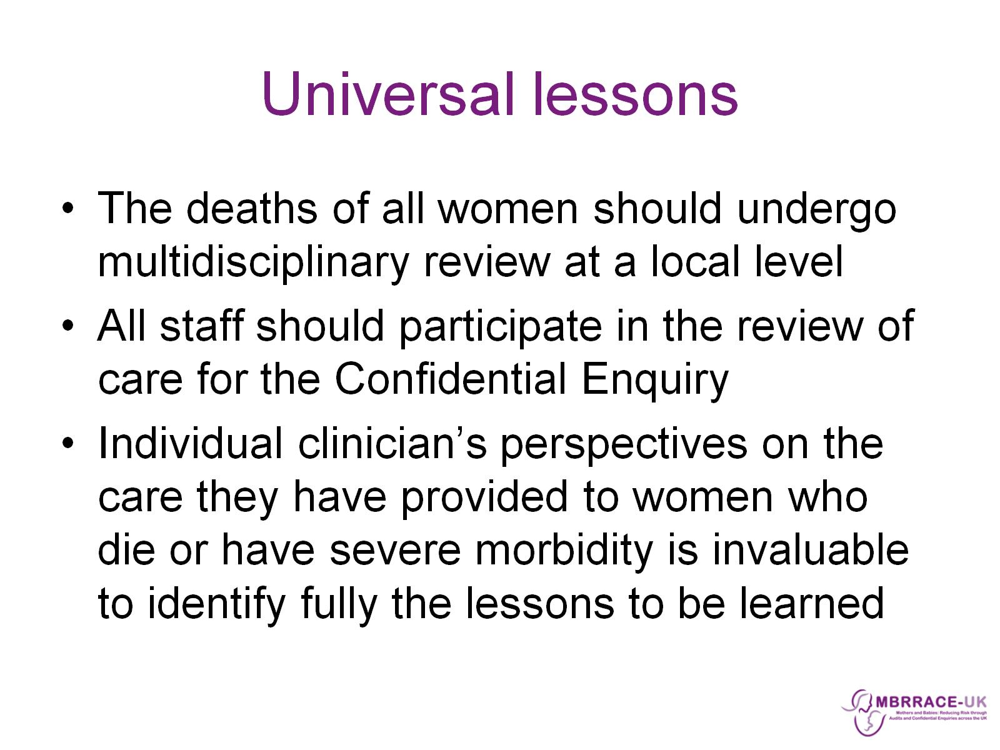 Universal lessons
• The deaths of all women should undergo
multidisciplinary review at a local level
• All staff should participate in the review of
care for the Confidential Enquiry
• Individual clinician’s perspectives on the
care they have provided to women who
die or have severe morbidity is invaluable
to identify fully the lessons to be learned
MBRRACE-UK
Mothers and Babies: Reducing Risk through
Audits and Confidential Enquiries across the UK